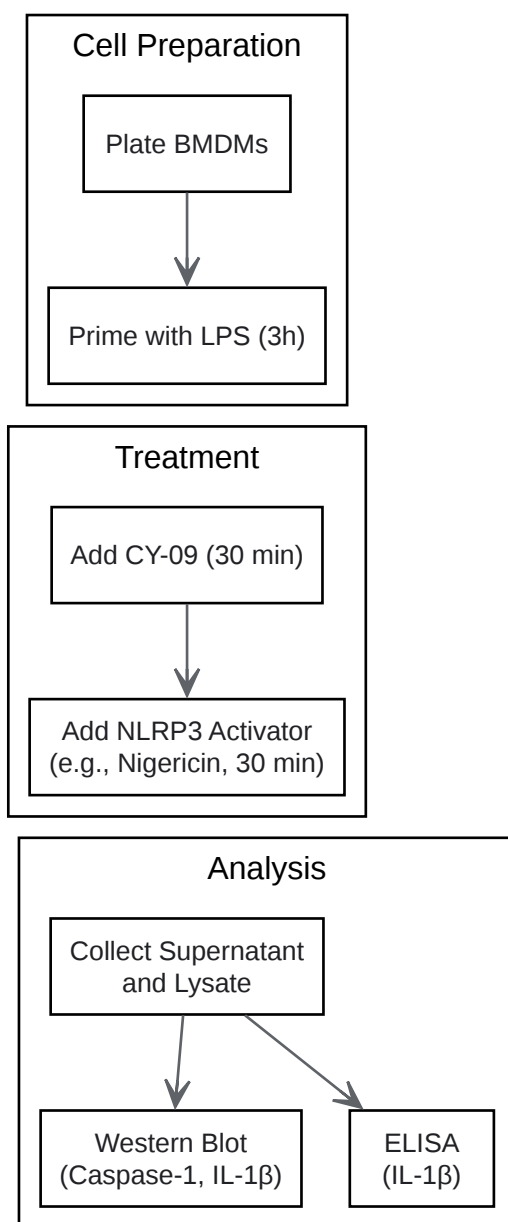 Cell Preparation
Plate BMDMs
Prime with LPS (3h)
Treatment
Add CY-09 (30 min)
Add NLRP3 Activator
(e.g., Nigericin, 30 min)
Analysis
Collect Supernatant
and Lysate
Western Blot
(Caspase-1, IL-1β)
ELISA
(IL-1β)